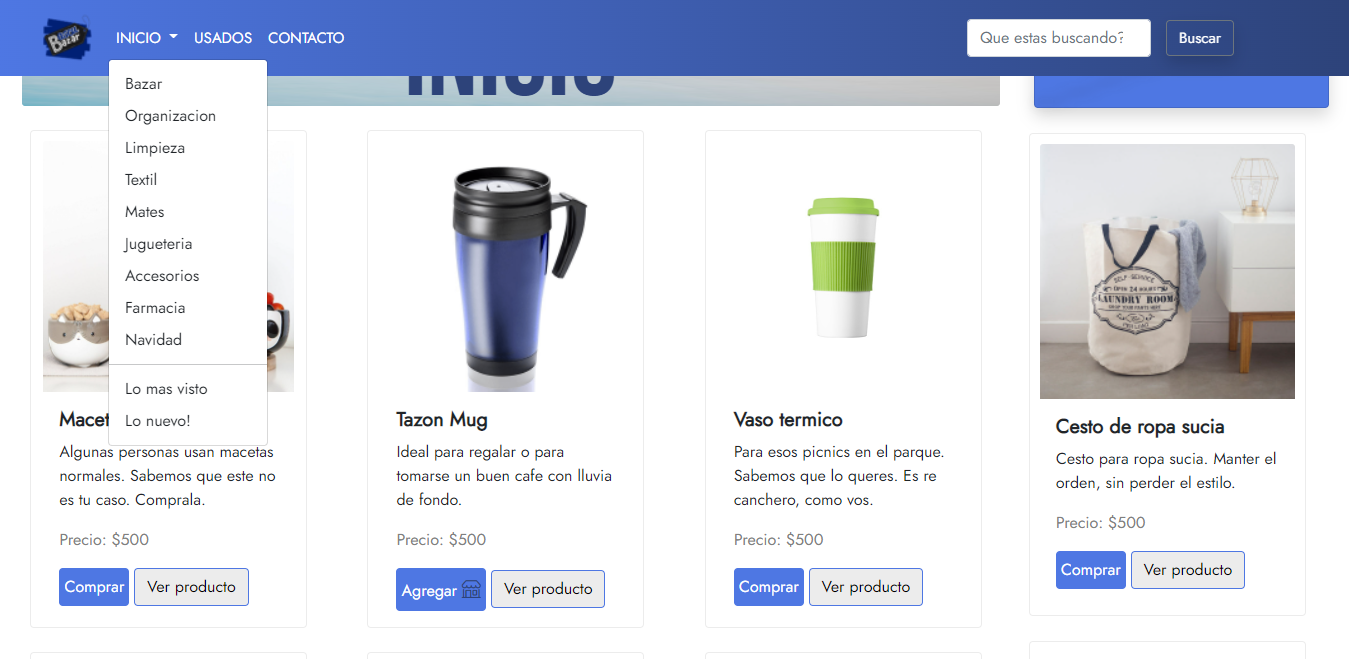 Bazar
INICIO
USADOS
CONTACTO
Que estas buscando?
Buscar
INICIO
Bazar
Organizacion
Limpieza
Textil
Mates
Jugueteria
Accesorios
Farmacia
Navidad
Lo mas visto
Lo nuevo!
Macet
Algunas personas usan macetas
normales. Sabemos que este no
es tu caso. Comprala.
Precio: $500
Comprar
Ver producto
Tazon Mug
Ideal para regalar o para
tomarse un buen cafe con lluvia
de fondo.
Precio: $500
Agregar
Ver producto
Vaso termico
Para esos picnics en el parque.
Sabemos que lo queres. Es re
canchero, como vos.
Precio: $500
Comprar
Ver producto
SELF-SERVICE
OPEN 24 HOURS
LAUNDRY ROOM
Cesto de ropa sucia
Cesto para ropa sucia. Manter el
orden, sin perder el estilo.
Precio: $500
Comprar
Ver producto